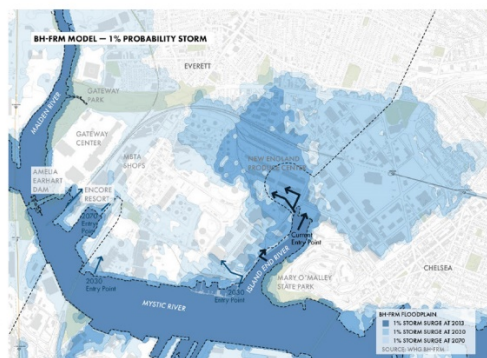 BH-FRM MODEL — 1% PROBABILITY STORM
EVERETT
GATEWAY
PARK
MALDEN RIVER
GATEWAY
CENTER
MBTA
SHOPS
NEW ENGLAND
PRODUCE CENTER
AMELIA
EARHART
DAM
ENCORE
RESORT
2070
Entry
Point
Current
Entry Point
ISLAND END RIVER
CHELSEA
2030
Entry Point
2030
Entry Point
MARY O'MALLEY
STATE PARK
MYSTIC RIVER
BH-FRM FLOODPLAIN
1% STORM SURGE AT 2013
1% STORM SURGE AT 2030
1% STORM SURGE AT 2070
SOURCE: WHG BH-FRM